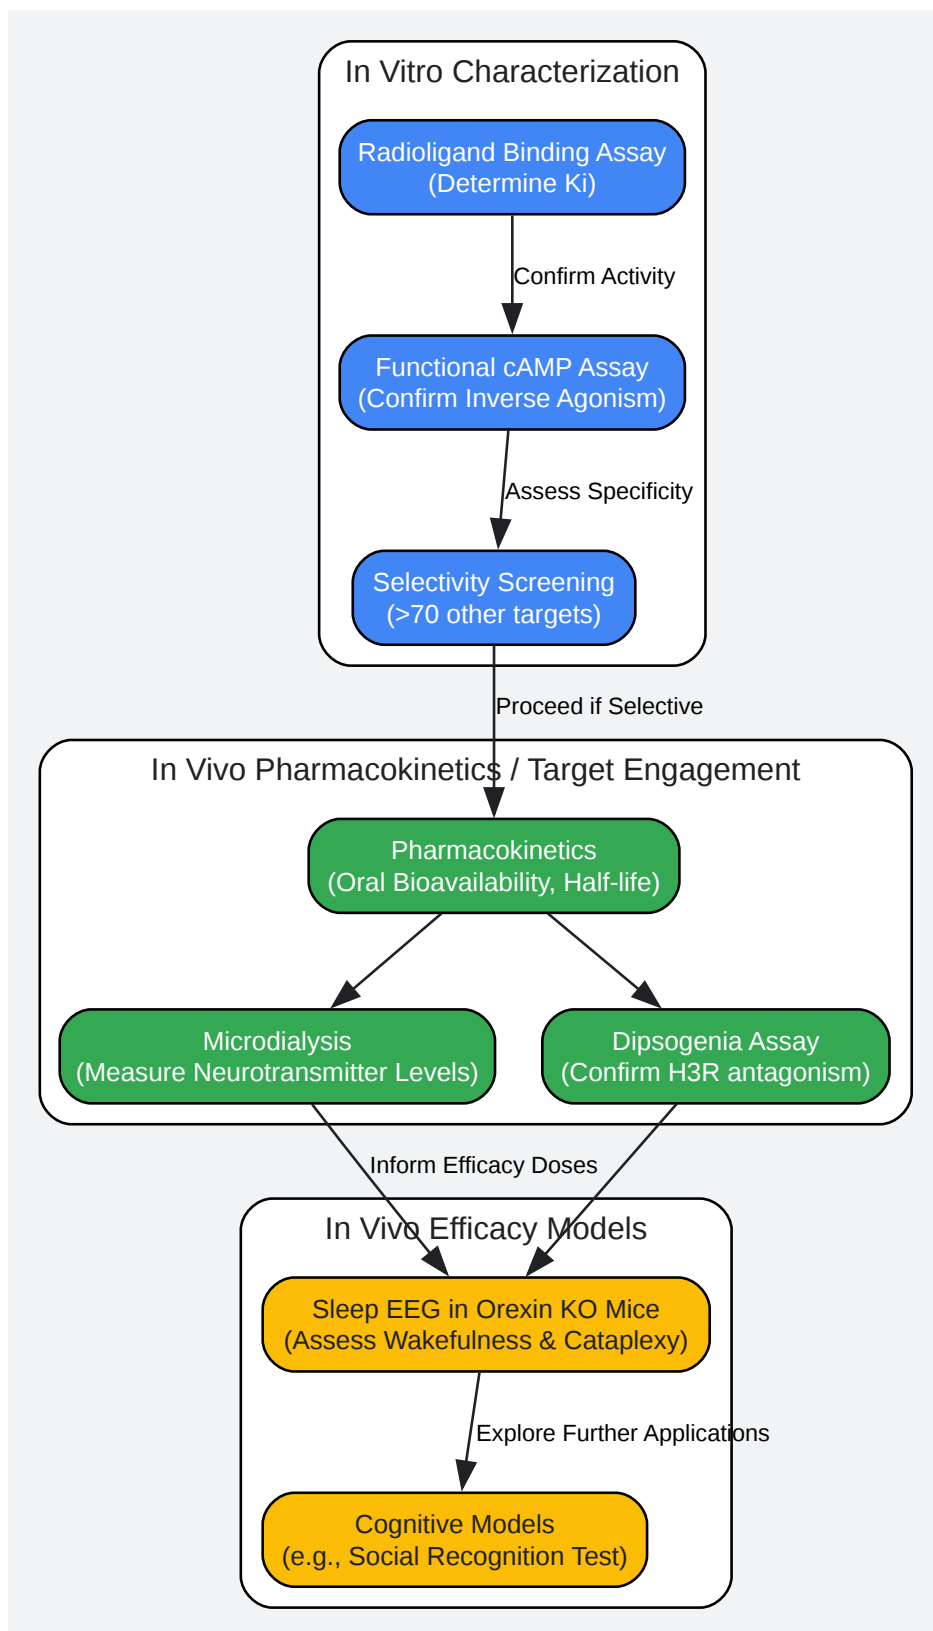 In Vitro Characterization
Radioligand Binding Assay
(Determine Ki)
Confirm Activity
Functional cAMP Assay
(Confirm Inverse Agonism)
Assess Specificity
Selectivity Screening
(>70 other targets)
Proceed if Selective
In Vivo Pharmacokinetics / Target Engagement
Pharmacokinetics
(Oral Bioavailability, Half-life)
Microdialysis
(Measure Neurotransmitter Levels)
Dipsogenia Assay
(Confirm H3R antagonism)
Inform Efficacy Doses
In Vivo Efficacy Models
Sleep EEG in Orexin KO Mice
(Assess Wakefulness & Cataplexy)
Explore Further Applications
Cognitive Models
(e.g., Social Recognition Test)